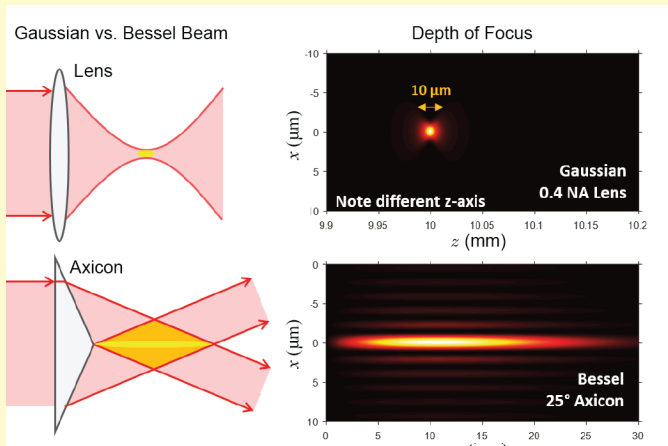 Gaussian vs. Bessel Beam
Lens
Axicon
Depth of Focus
-10
-5
0
5
10
x (μm)
10 μm
Gaussian
0.4 NA Lens
Note different z-axis
9.9
9.95
10
10.05
10.1
10.15
10.2
z (mm)
0
-5
0
5
10
x (μm)
Bessel
25° Axicon
0
5
10
15
20
25
30